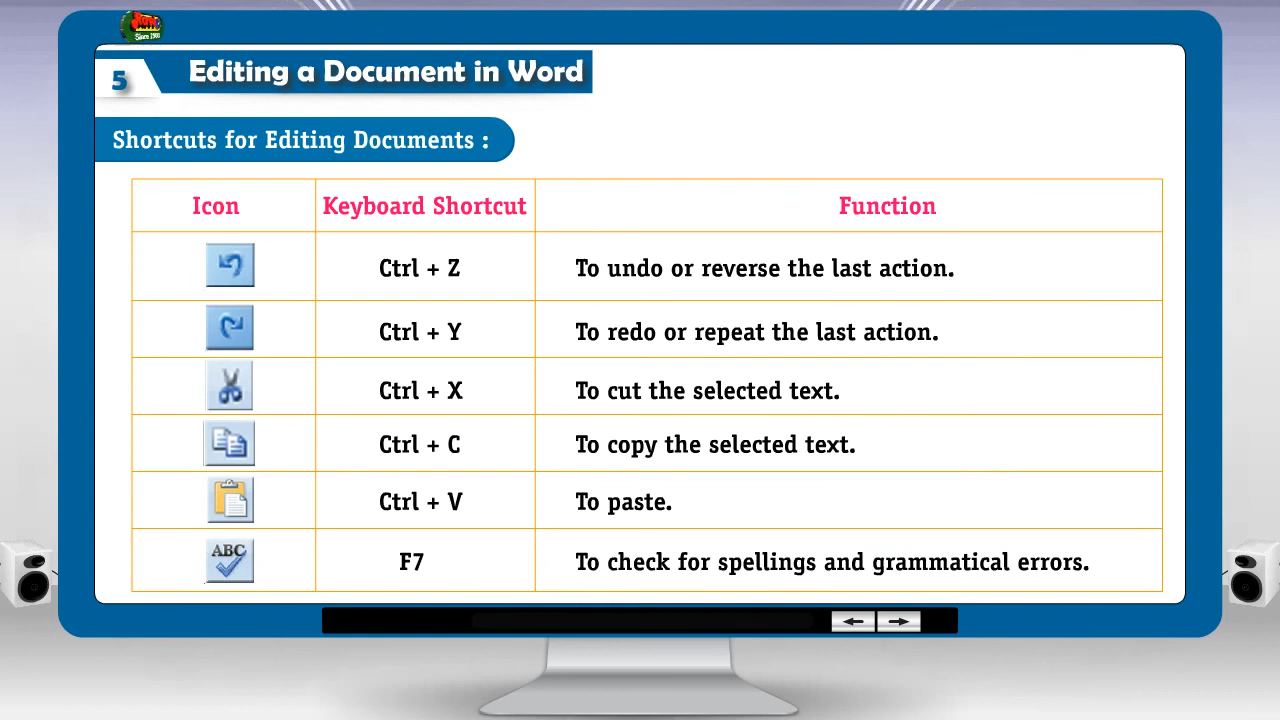 Since 1981
5
Editing a Document in Word
Shortcuts for Editing Documents :
Icon Keyboard Shortcut Function
Ctrl + Z To undo or reverse the last action.
Ctrl + Y To redo or repeat the last action.
Ctrl + X To cut the selected text.
Ctrl + C To copy the selected text.
Ctrl + V To paste.
ABC F7 To check for spellings and grammatical errors.